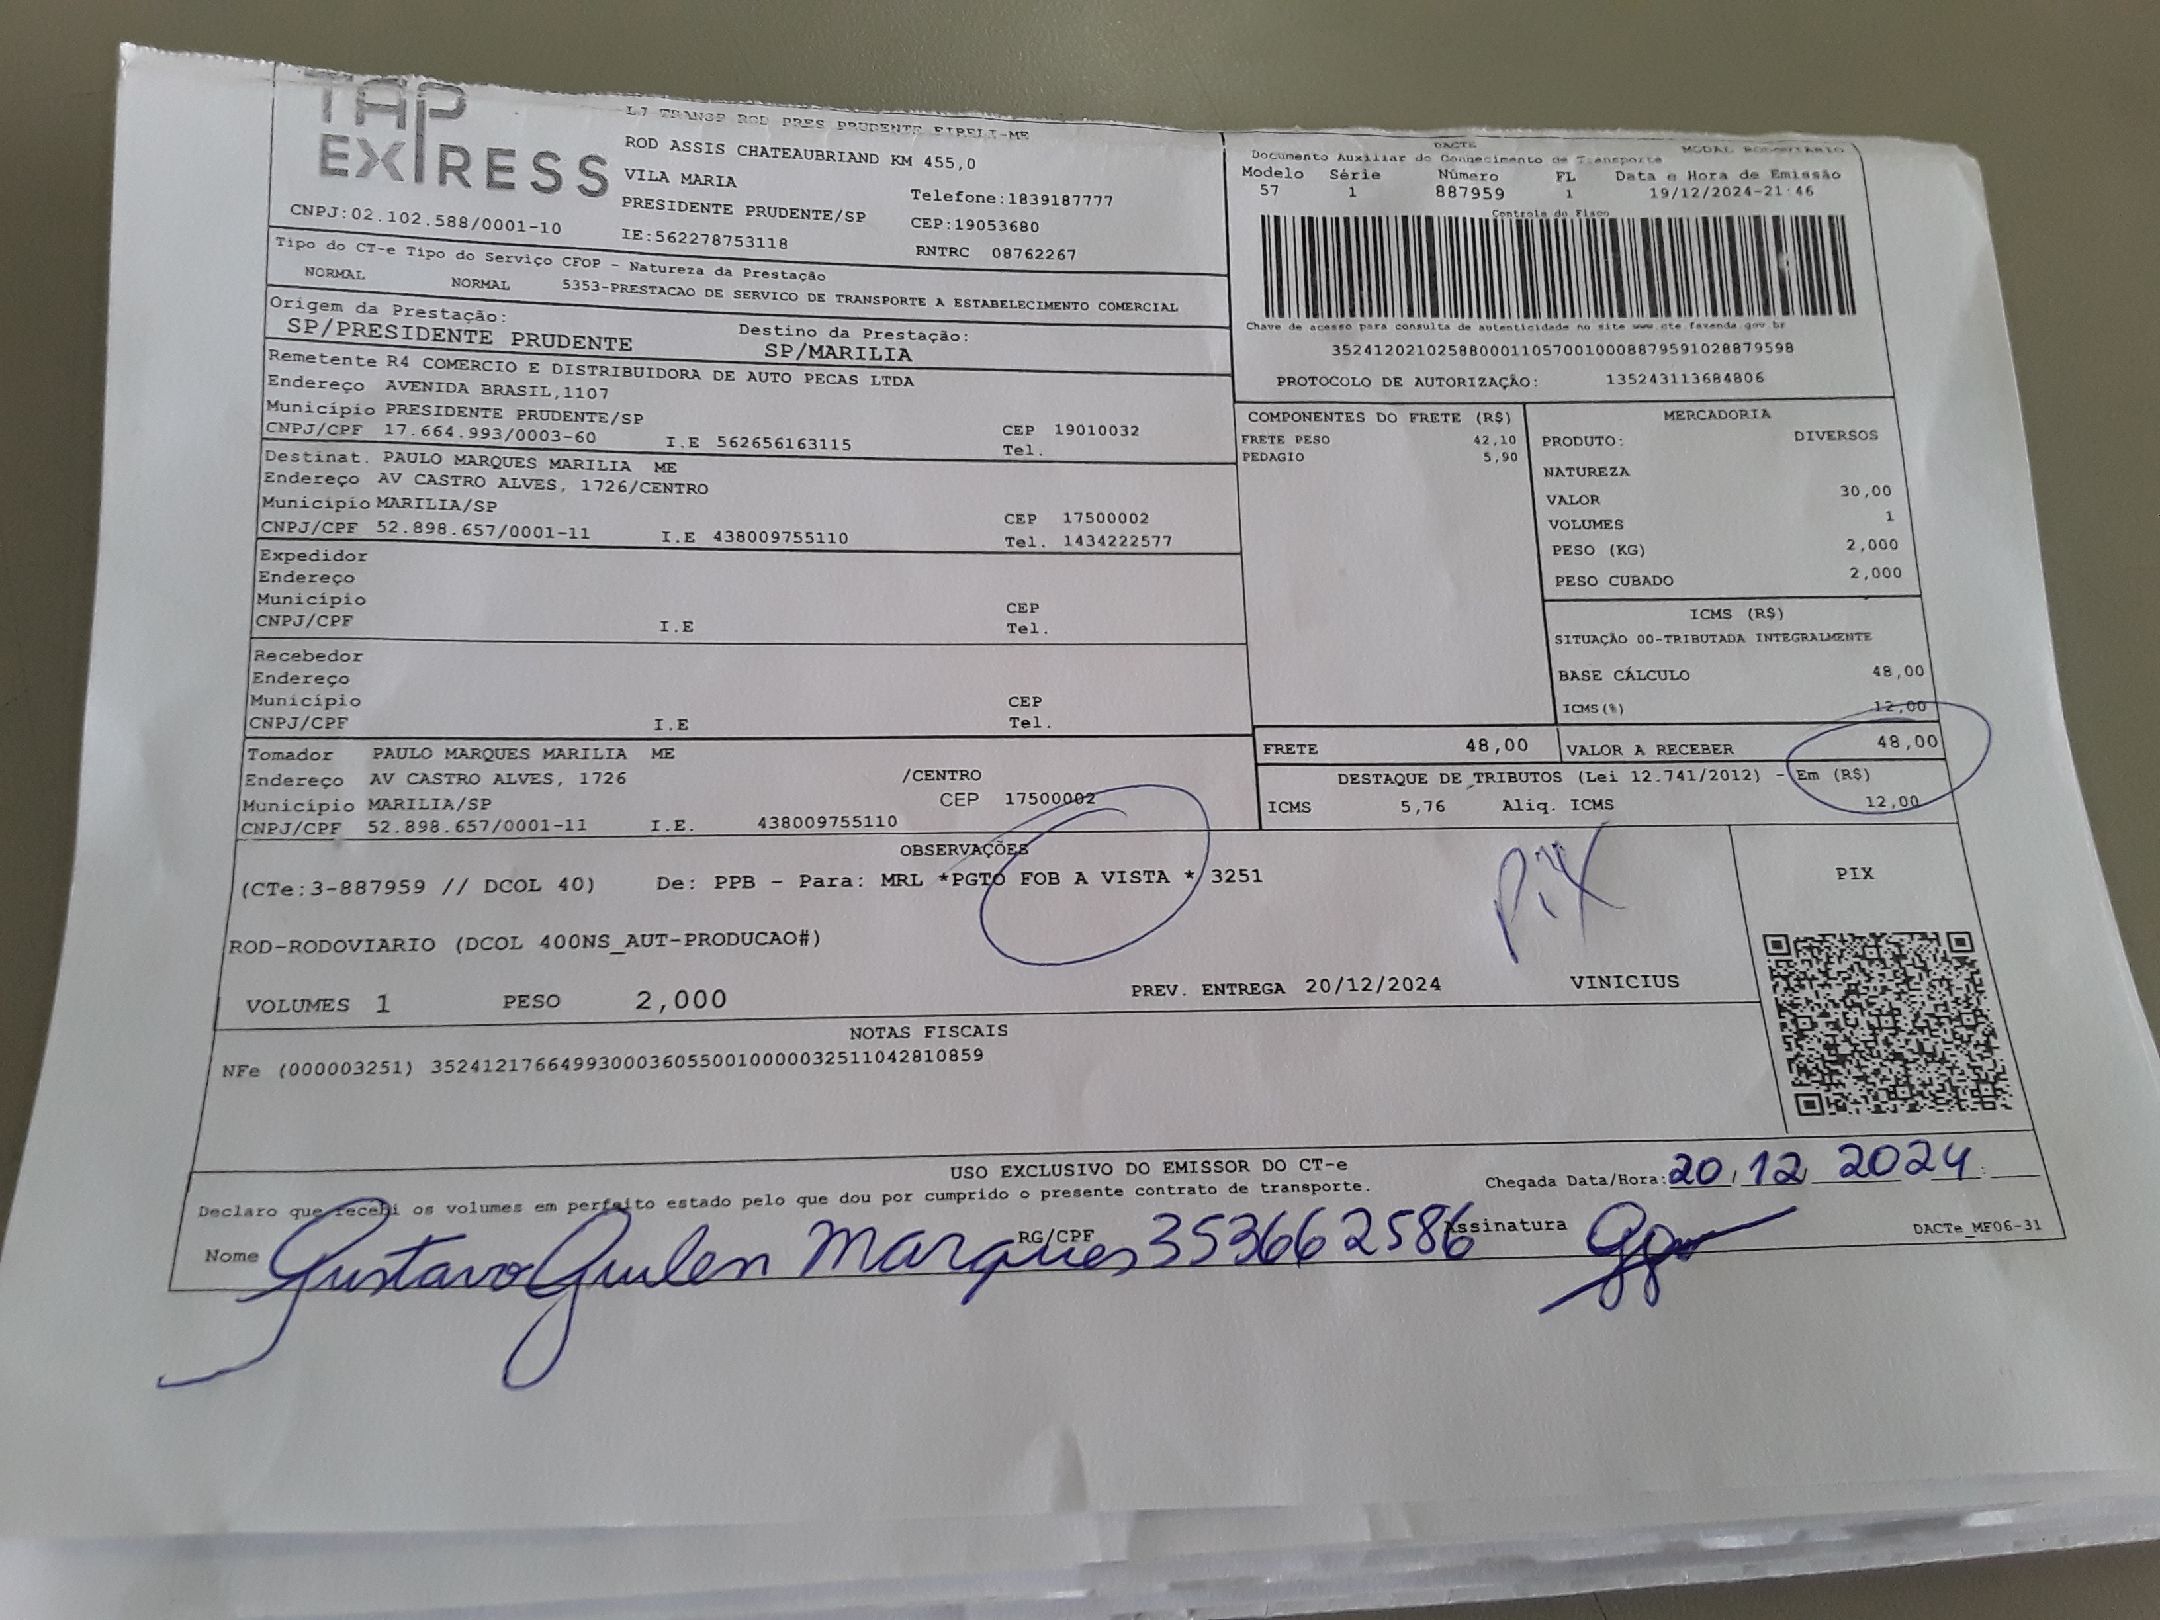 TAP
EXPRESS
CNPJ:02.102.588/0001-10
L7 TRANSP ROD PRES PRUDENTE EIRELI-ME
ROD ASSIS CHATEAUBRIAND KM 455,0
VILA MARIA
Telefone:1839187777
PRESIDENTE PRUDENTE/SP
CEP:19053680
IE:562278753118
RNTRC 08762267
DACTE
MODAL RODOVIÁRIO
Documento Auxiliar do Conhecimento de Transporte
Modelo Série Número FL Data e Hora de Emissão
57 1 887959 1 19/12/2024-21:46
Controle do Fisco
Chave de acesso para consulta de autenticidade no site www.cte.fazenda.gov.br
35241202102588000110570010008879591028879598
PROTOCOLO DE AUTORIZAÇÃO: 135243113684806
Tipo do CT-e Tipo do Serviço CFOP - Natureza da Prestação
NORMAL NORMAL 5353-PRESTACAO DE SERVICO DE TRANSPORTE A ESTABELECIMENTO COMERCIAL
Origem da Prestação: Destino da Prestação:
SP/PRESIDENTE PRUDENTE SP/MARILIA
Remetente R4 COMERCIO E DISTRIBUIDORA DE AUTO PECAS LTDA
Endereço AVENIDA BRASIL,1107
Município PRESIDENTE PRUDENTE/SP CEP 19010032
CNPJ/CPF 17.664.993/0003-60 I.E 562656163115 Tel.
Destinat. PAULO MARQUES MARILIA ME
Endereço AV CASTRO ALVES, 1726/CENTRO
Município MARILIA/SP CEP 17500002
CNPJ/CPF 52.898.657/0001-11 I.E 438009755110 Tel. 1434222577
Expedidor
Endereço
Município CEP
CNPJ/CPF I.E Tel.
Recebedor
Endereço
Município CEP
CNPJ/CPF I.E Tel.
Tomador PAULO MARQUES MARILIA ME
Endereço AV CASTRO ALVES, 1726 /CENTRO
Município MARILIA/SP CEP 17500002
CNPJ/CPF 52.898.657/0001-11 I.E. 438009755110
COMPONENTES DO FRETE (R$)
FRETE PESO 42,10
PEDAGIO 5,90
MERCADORIA
PRODUTO: DIVERSOS
NATUREZA
VALOR 30,00
VOLUMES 1
PESO (KG) 2,000
PESO CUBADO 2,000
ICMS (R$)
SITUAÇÃO 00-TRIBUTADA INTEGRALMENTE
BASE CÁLCULO 48,00
ICMS(%) 12,00
FRETE 48,00 VALOR A RECEBER 48,00
DESTAQUE DE TRIBUTOS (Lei 12.741/2012) - Em (R$)
ICMS 5,76 Aliq. ICMS 12,00
OBSERVAÇÕES
(CTe:3-887959 // DCOL 40) De: PPB - Para: MRL *PGTO FOB A VISTA * 3251
PiX
PIX
ROD-RODOVIARIO (DCOL 400NS_AUT-PRODUCAO#)
VOLUMES 1 PESO 2,000 PREV. ENTREGA 20/12/2024 VINICIUS
NOTAS FISCAIS
NFe (000003251) 35241217664993000360550010000032511042810859
USO EXCLUSIVO DO EMISSOR DO CT-e
Declaro que recebi os volumes em perfeito estado pelo que dou por cumprido o presente contrato de transporte.
Chegada Data/Hora: 20/12 2024
Nome Gustavo Gulen Marques RG/CPF 353662586 Assinatura
DACTe_MF06-31